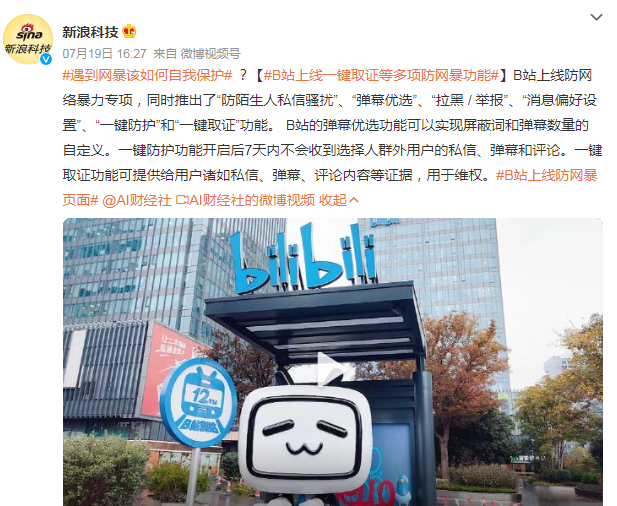 sina
新浪科技
新浪科技
07月19日 16:27 来自 微博视频号
#遇到网暴该如何自我保护# ？【#B站上线一键取证等多项防网暴功能#】B站上线防网
络暴力专项，同时推出了“防陌生人私信骚扰”、“弹幕优选”、“拉黑 / 举报”、“消息偏好设
置”、“一键防护”和“一键取证”功能。 B站的弹幕优选功能可以实现屏蔽词和弹幕数量的
自定义。一键防护功能开启后7天内不会收到选择人群外用户的私信、弹幕和评论。一键
取证功能可提供给用户诸如私信、弹幕、评论内容等证据，用于维权。#B站上线防网暴
页面# @AI财经社 AI财经社的微博视频 收起
bilibili
12TH